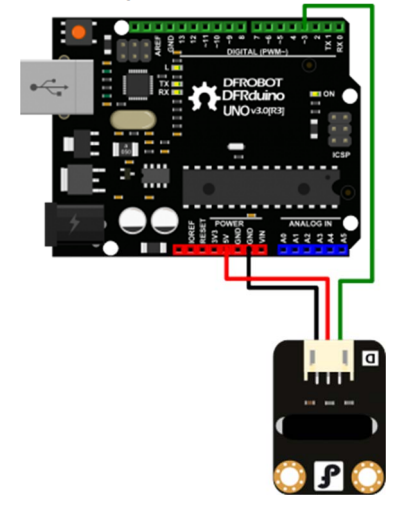 AREF
GND
13
12
~11
~10
~9
8
7
~6
~5
4
~3
2
TX 1
RX 0
DIGITAL (PWM~)
L
TX
RX
DFROBOT
DFRduino
UNO v3.0[R3]
ON
ICSP
IOREF
RESET
3V3
5V
GND
GND
VIN
POWER
ANALOG IN
A0
A1
A2
A3
A4
A5
D